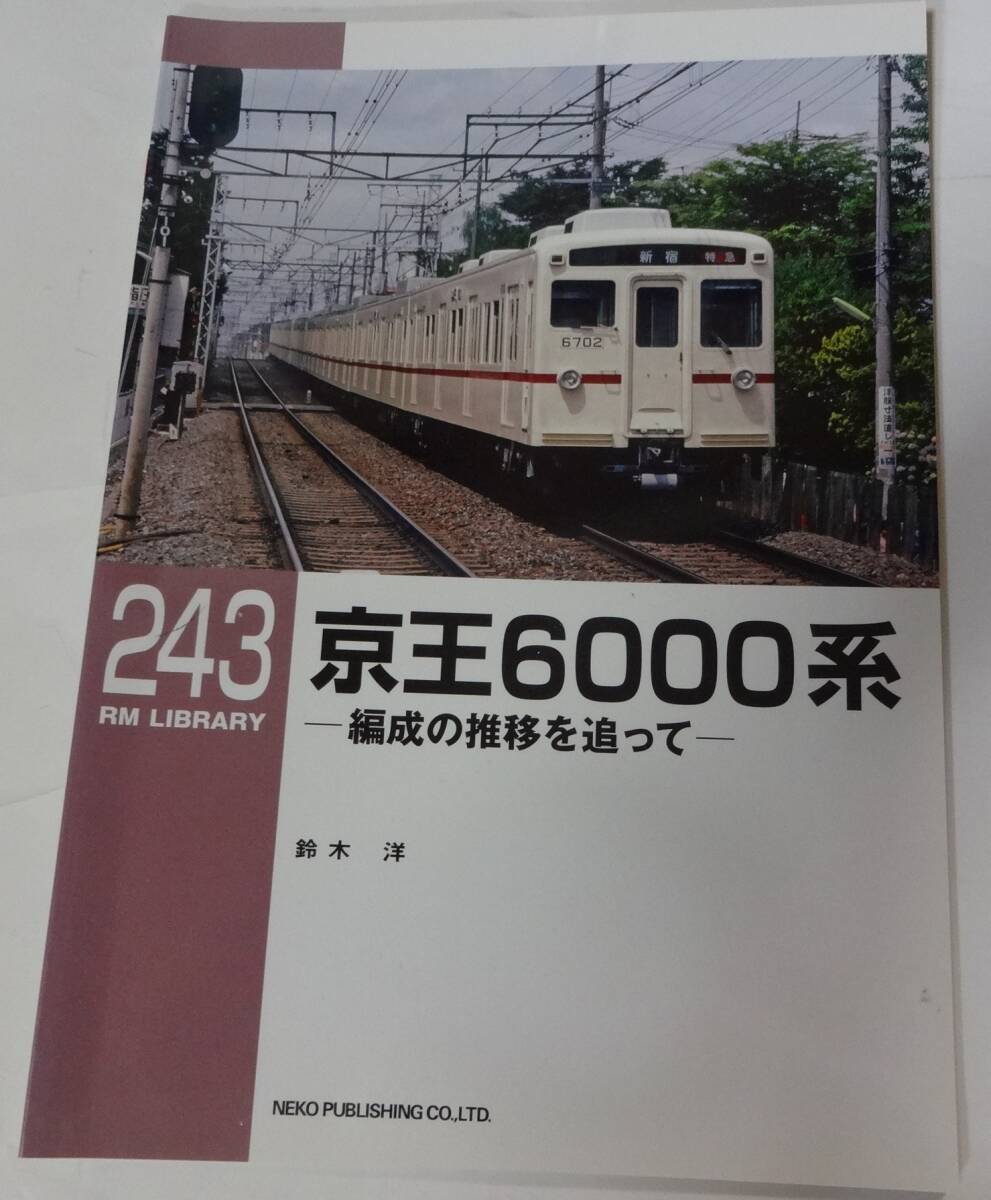 新宿 特急
6702
243
RM LIBRARY
京王6000系
―編成の推移を追って―
鈴木 洋
NEKO PUBLISHING CO.,LTD.